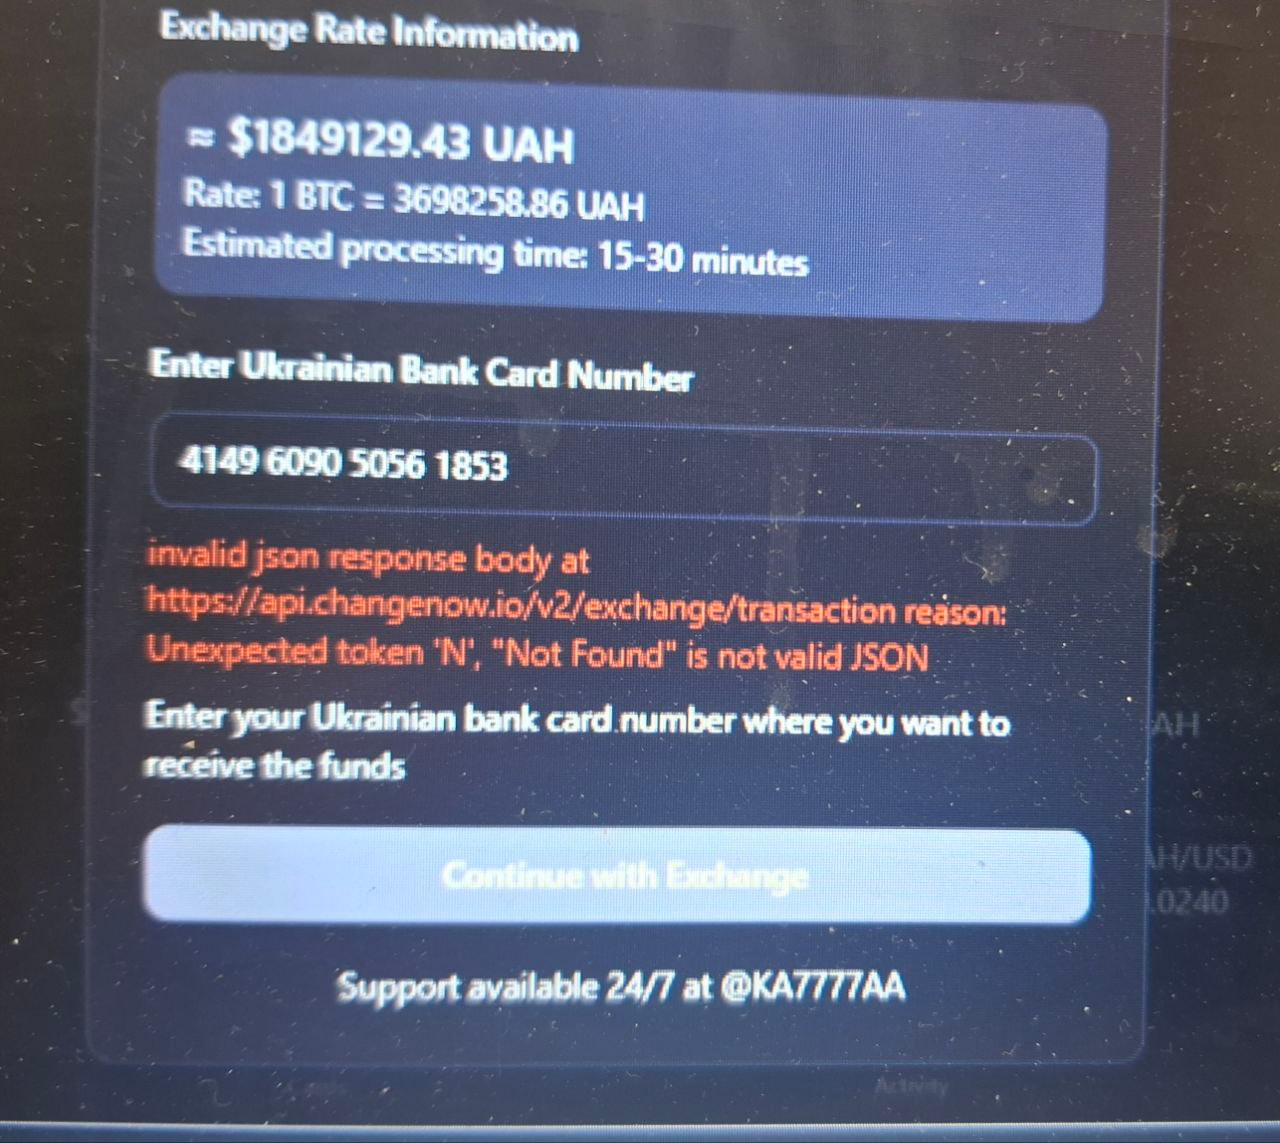 Exchange Rate Information
≈ $1849129.43 UAH
Rate: 1 BTC = 3698258.86 UAH
Estimated processing time: 15-30 minutes
Enter Ukrainian Bank Card Number
4149 6090 5056 1853
invalid json response body at
https://api.changenow.io/v2/exchange/transaction reason:
Unexpected token 'N', "Not Found" is not valid JSON
Enter your Ukrainian bank card number where you want to
receive the funds
AH
Continue with Exchange
AH/USD
.0240
Support available 24/7 at @KA7777AA
Activity